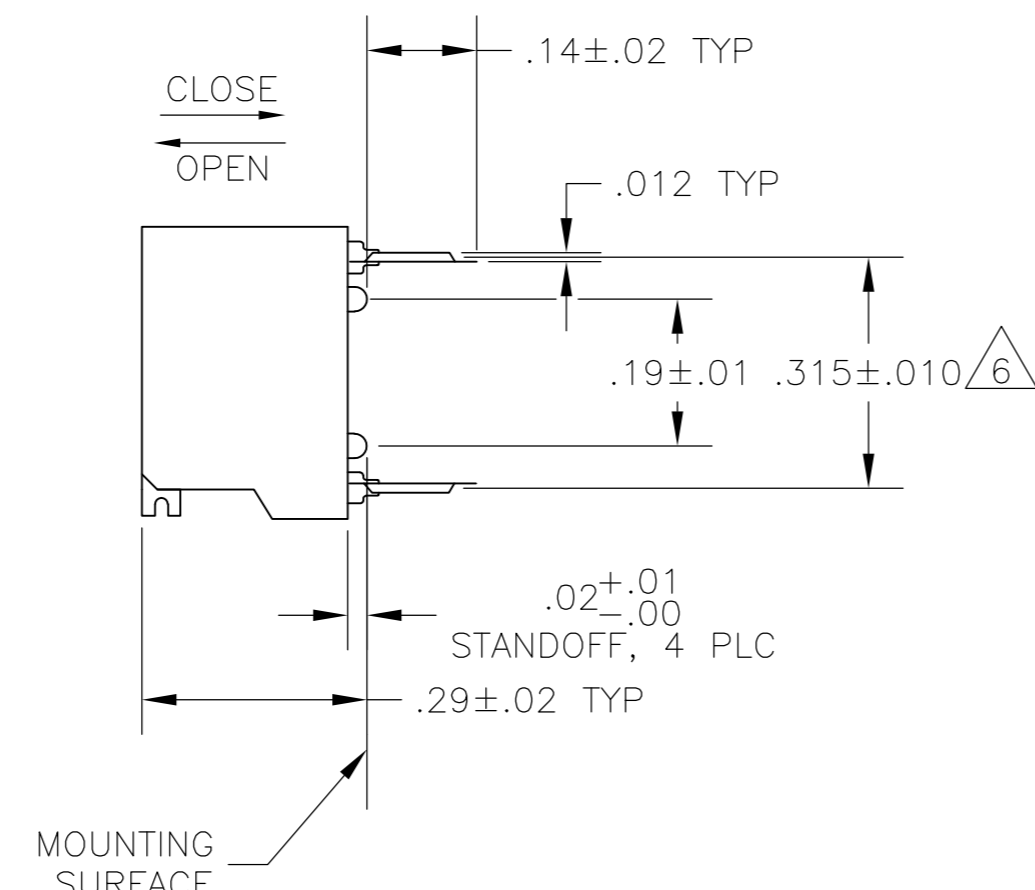 .14±.02 TYP
CLOSE
OPEN
.012 TYP
.19±.01 .315±.010 6
.02 +.01
-.00
STANDOFF, 4 PLC
.29±.02 TYP
MOUNTING
SURFACE